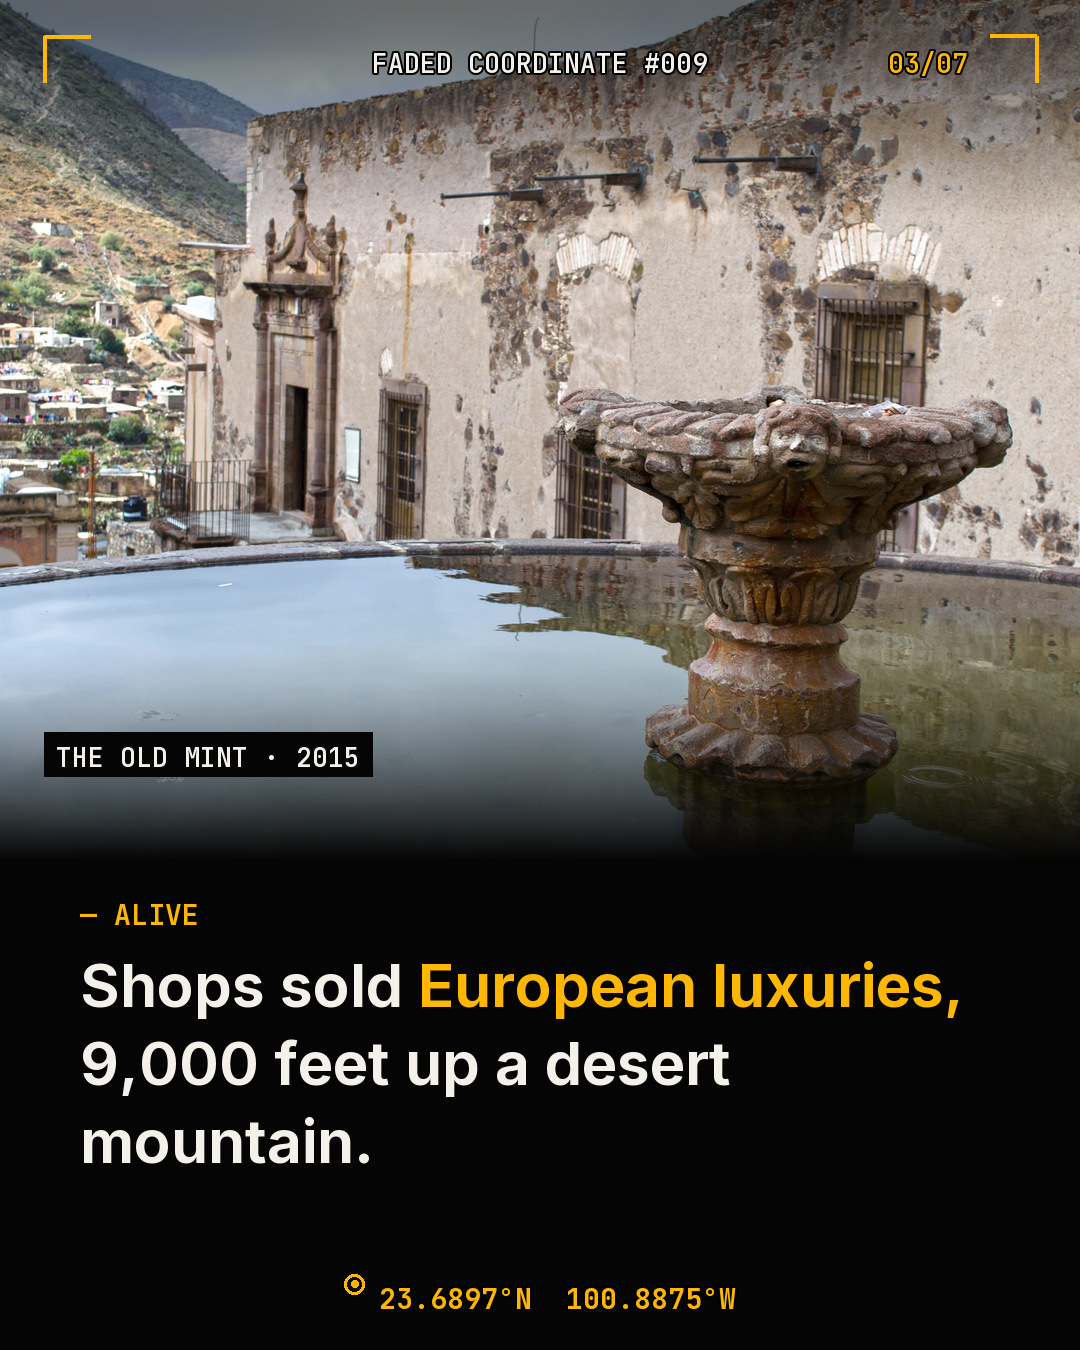 FADED COORDINATE #009
03/07
THE OLD MINT · 2015
— ALIVE
Shops sold European luxuries,
9,000 feet up a desert
mountain.
23.6897°N 100.8875°W